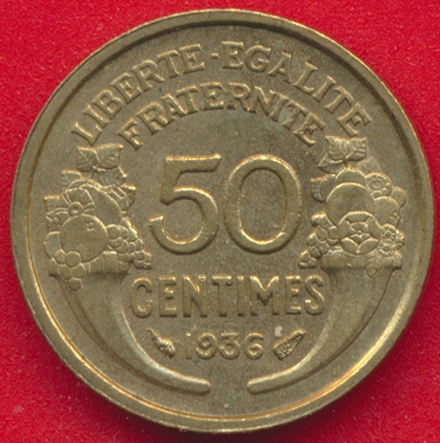 LIBERTE-EGALITE
FRATERNITE
50
CENTIMES
1936